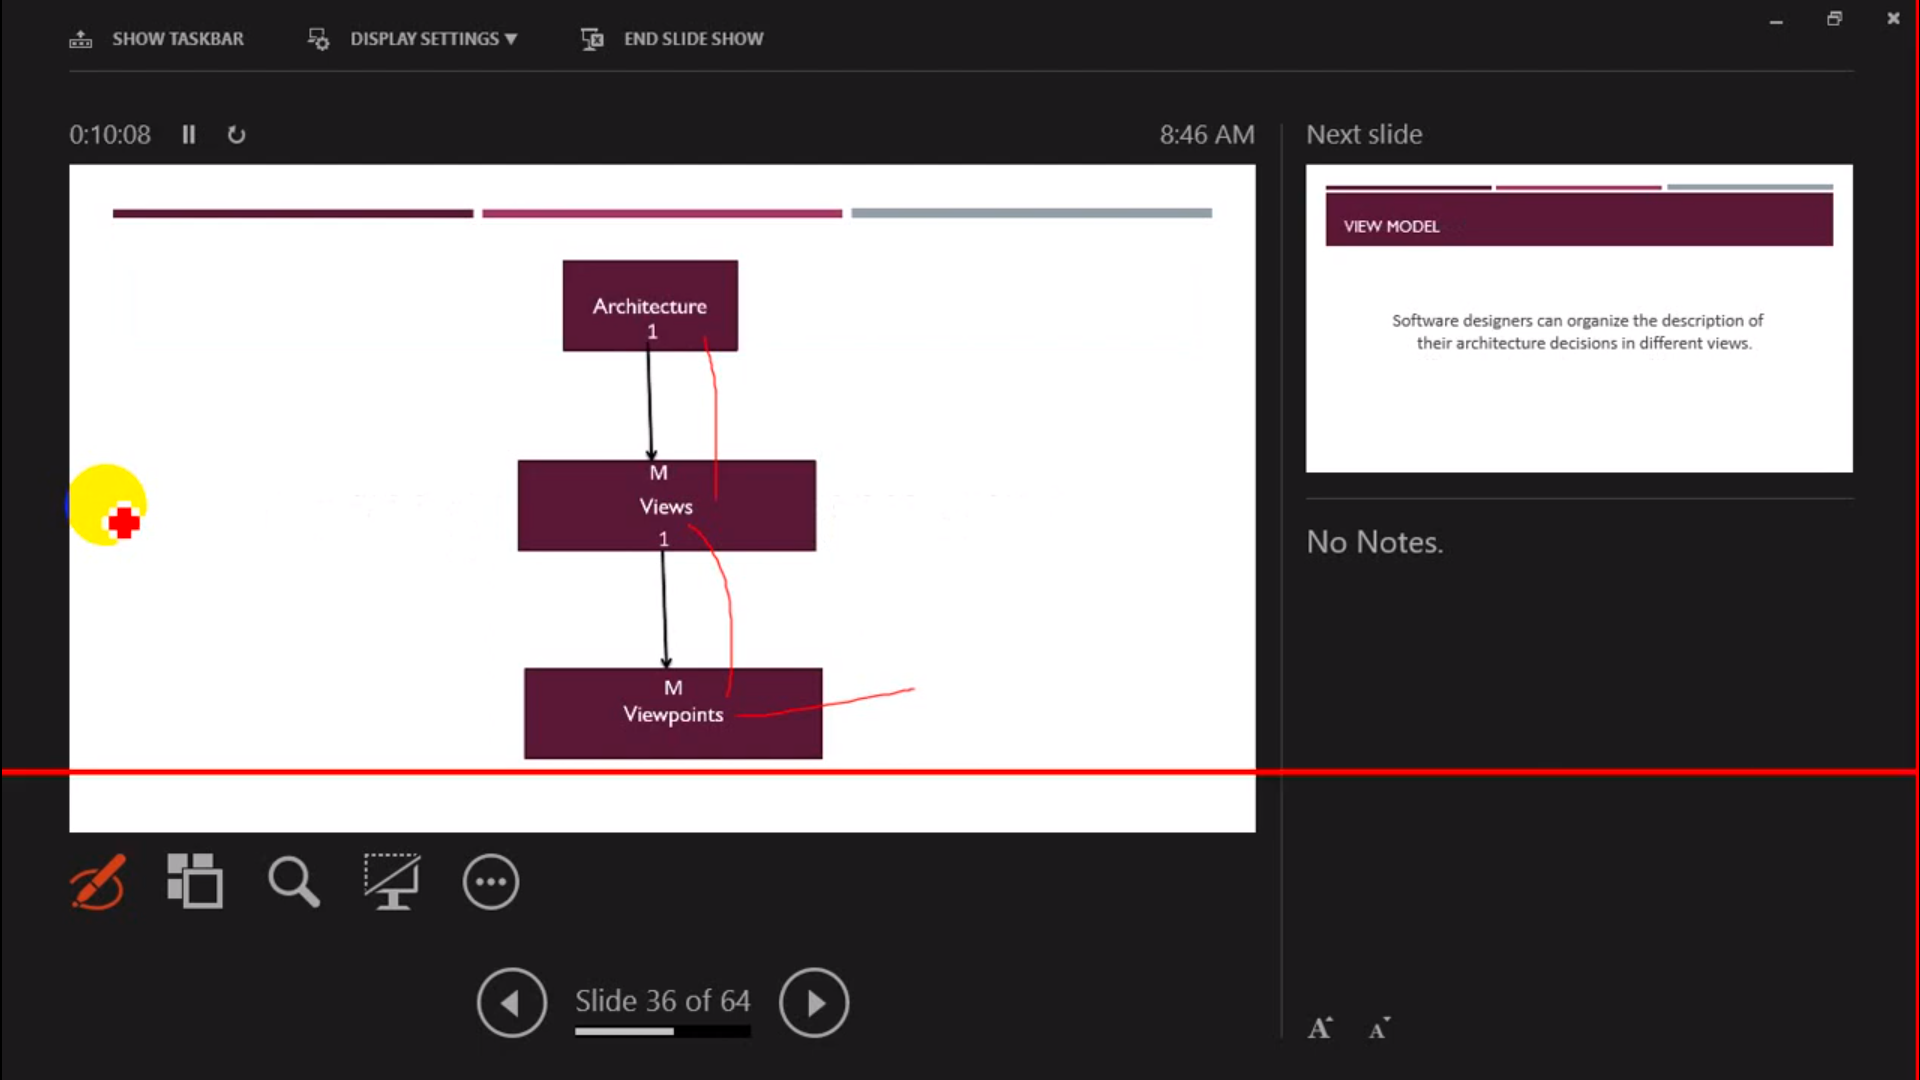 SHOW TASKBAR
DISPLAY SETTINGS ▼
END SLIDE SHOW
0:10:08
8:46 AM
Next slide
Architecture
1
M
Views
1
M
Viewpoints
VIEW MODEL
Software designers can organize the description of
their architecture decisions in different views.
No Notes.
Slide 36 of 64
A A